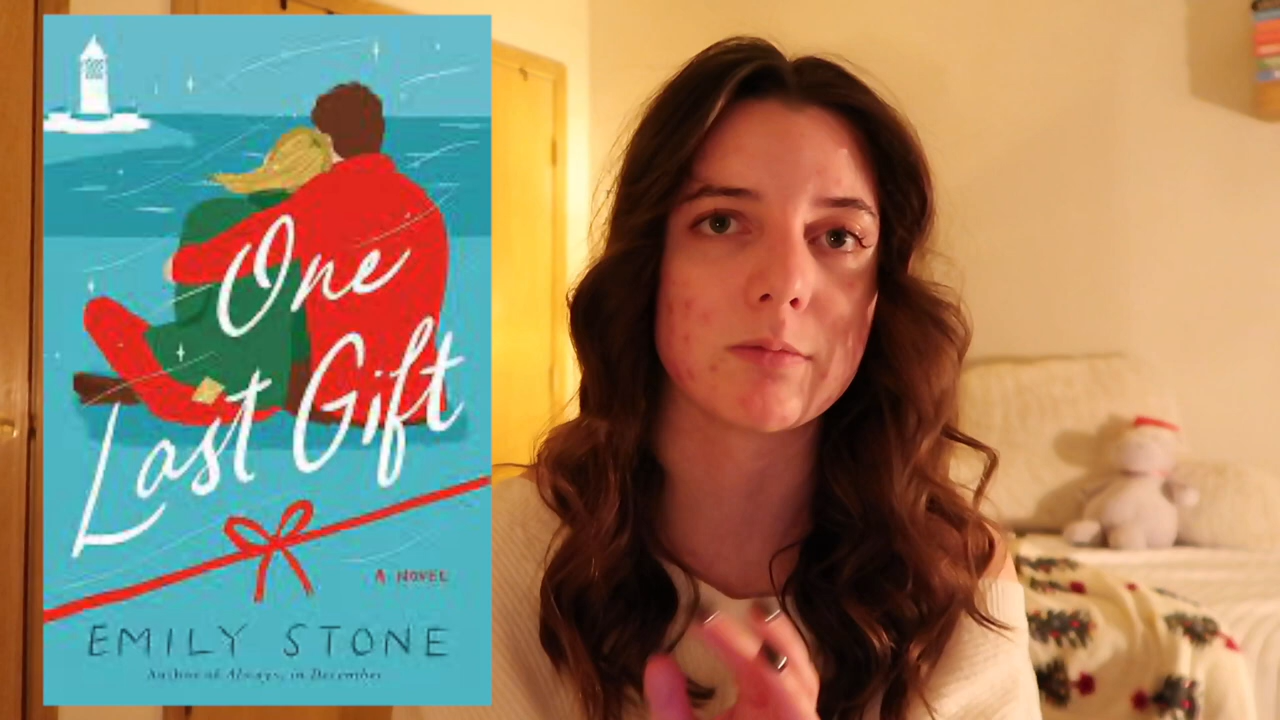 One
Last Gift
A NOVEL
EMILY STONE
Author of Always, in December